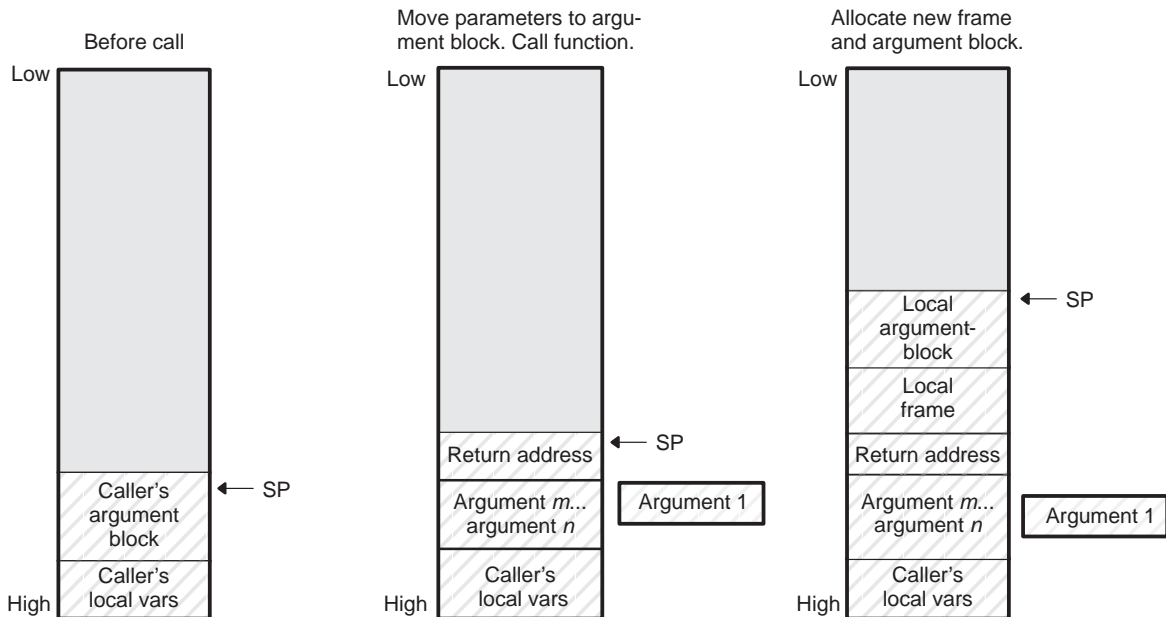 Before call
Low
SP
Caller's
argument
block
Caller's
local vars
High
Move parameters to argu-
ment block. Call function.
Low
SP
Return address
Argument m...
argument n
Argument 1
Caller's
local vars
High
Allocate new frame
and argument block.
SP
Local
argument-
block
Local
frame
Return address
Argument m...
argument n
Argument 1
Caller's
local vars